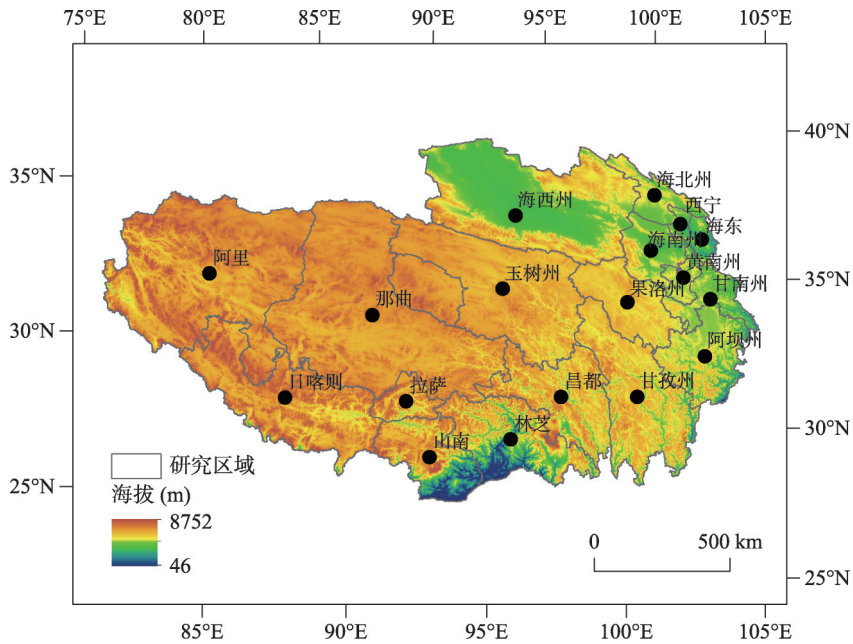 75°E 80°E 85°E 90°E 95°E 100°E 105°E
40°N
35°N
海北州
西宁
海西州
海东
海南州
阿里
黄南州
35°N
玉树州
甘南州
果洛州
那曲
30°N
阿坝州
日喀则
拉萨
昌都
甘孜州
林芝
30°N
山南
研究区域
25°N
海拔 (m)
8752
46
0 500 km
25°N
85°E 90°E 95°E 100°E 105°E